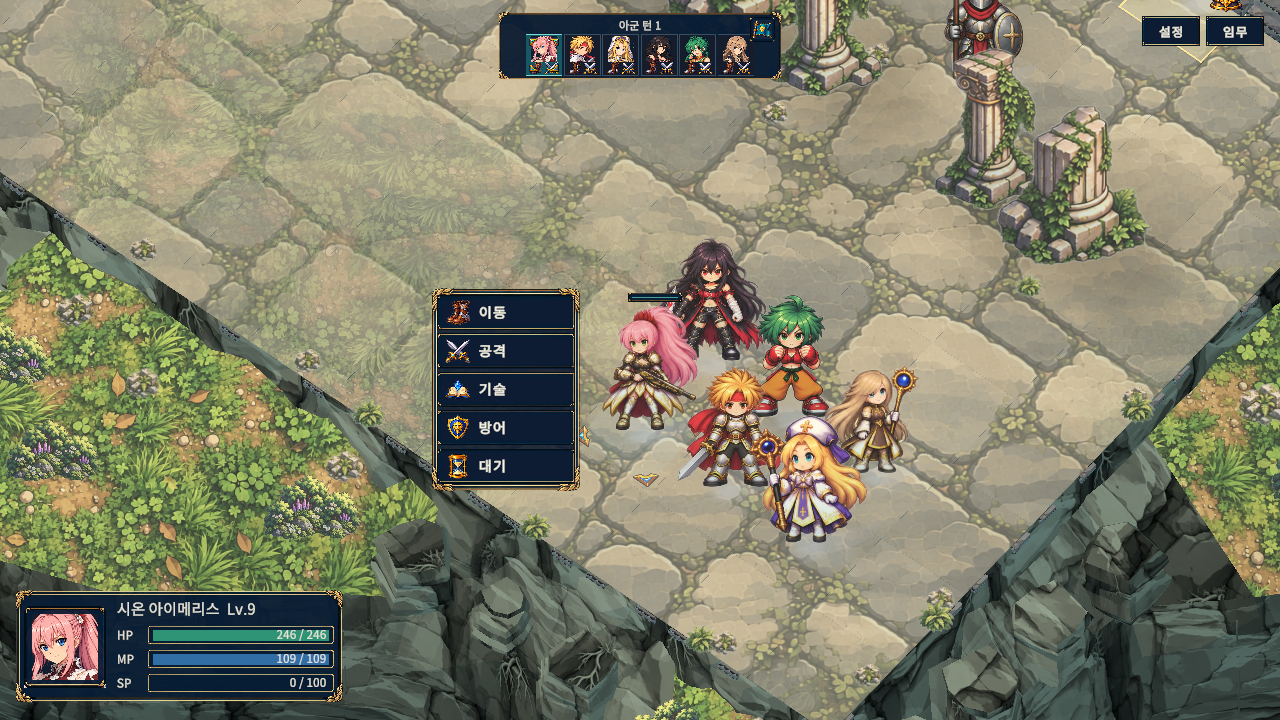 아군 턴 1
설정
임무
이동
공격
기술
방어
대기
시온 아이메리스 Lv.9
HP 246 / 246
MP 109 / 109
SP 0 / 100